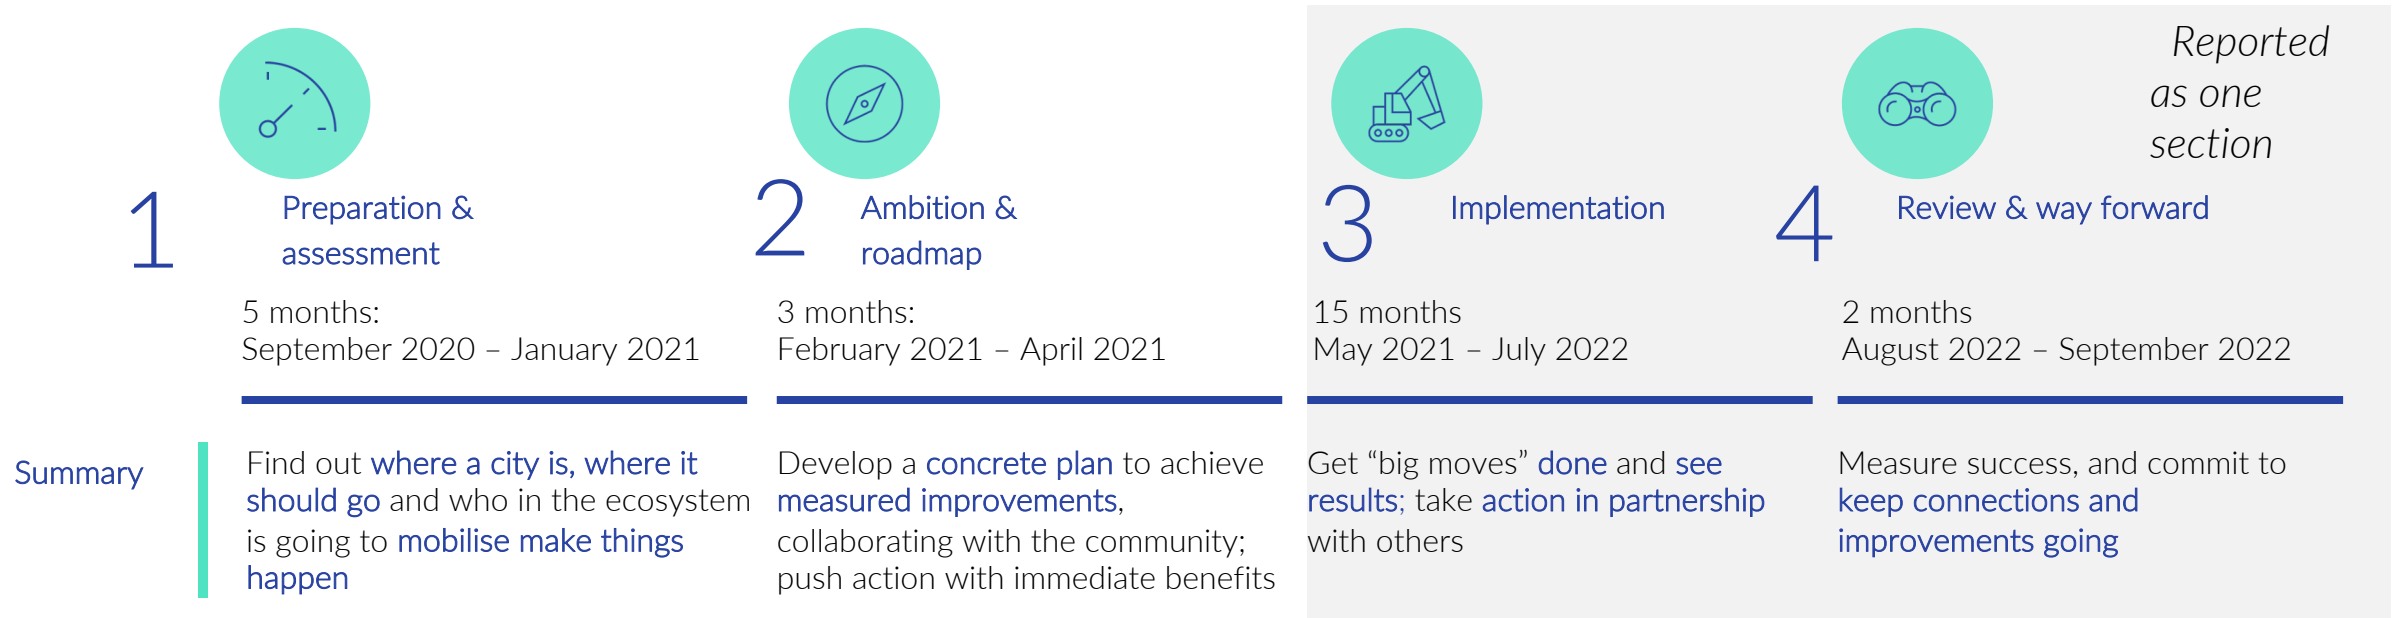 Reported
as one
section
1
Preparation &
assessment
5 months:
September 2020 – January 2021
2
Ambition &
roadmap
3 months:
February 2021 – April 2021
3
Implementation
15 months
May 2021 – July 2022
4
Review & way forward
2 months
August 2022 – September 2022
Summary
Find out where a city is, where it
should go and who in the ecosystem
is going to mobilise make things
happen
Develop a concrete plan to achieve
measured improvements,
collaborating with the community;
push action with immediate benefits
Get “big moves” done and see
results; take action in partnership
with others
Measure success, and commit to
keep connections and
improvements going